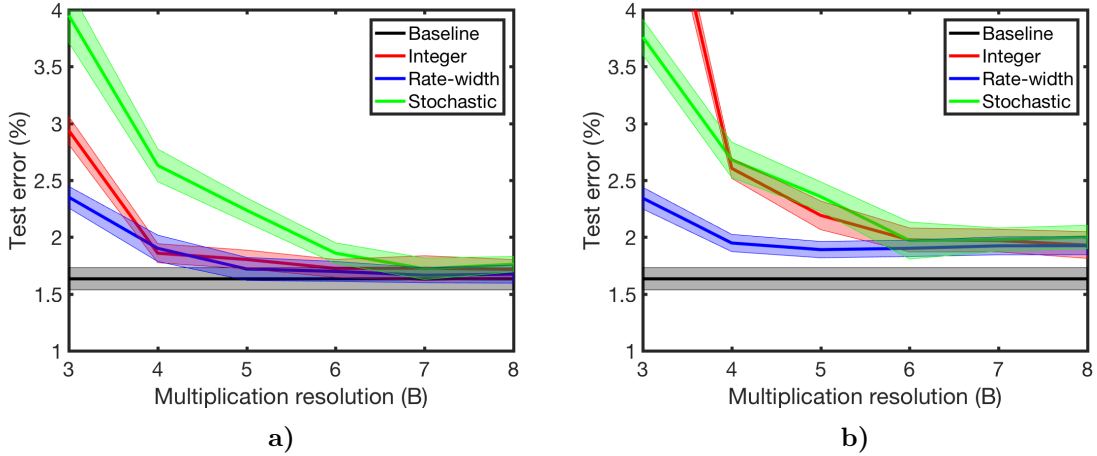 4
3.5
3
2.5
2
1.5
1
Test error (%)
3 4 5 6 7 8
Multiplication resolution (B)
Baseline
Integer
Rate-width
Stochastic
a)
4
3.5
3
2.5
2
1.5
1
Test error (%)
3 4 5 6 7 8
Multiplication resolution (B)
Baseline
Integer
Rate-width
Stochastic
b)